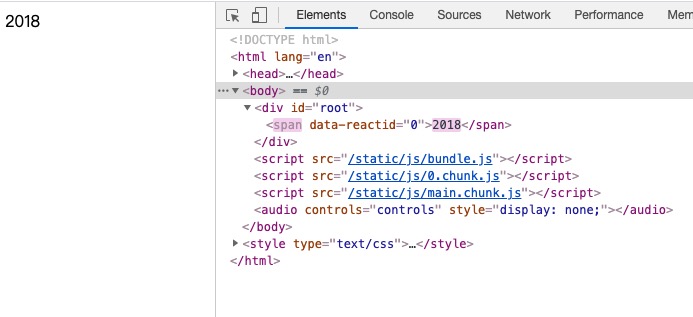 2018
Elements Console Sources Network Performance Mem
<!DOCTYPE html>
<html lang="en">
<head>…</head>
<body> == $0
<div id="root">
<span data-reactid="0">2018</span>
</div>
<script src="/static/js/bundle.js"></script>
<script src="/static/js/0.chunk.js"></script>
<script src="/static/js/main.chunk.js"></script>
<audio controls="controls" style="display: none;"></audio>
</body>
<style type="text/css">…</style>
</html>